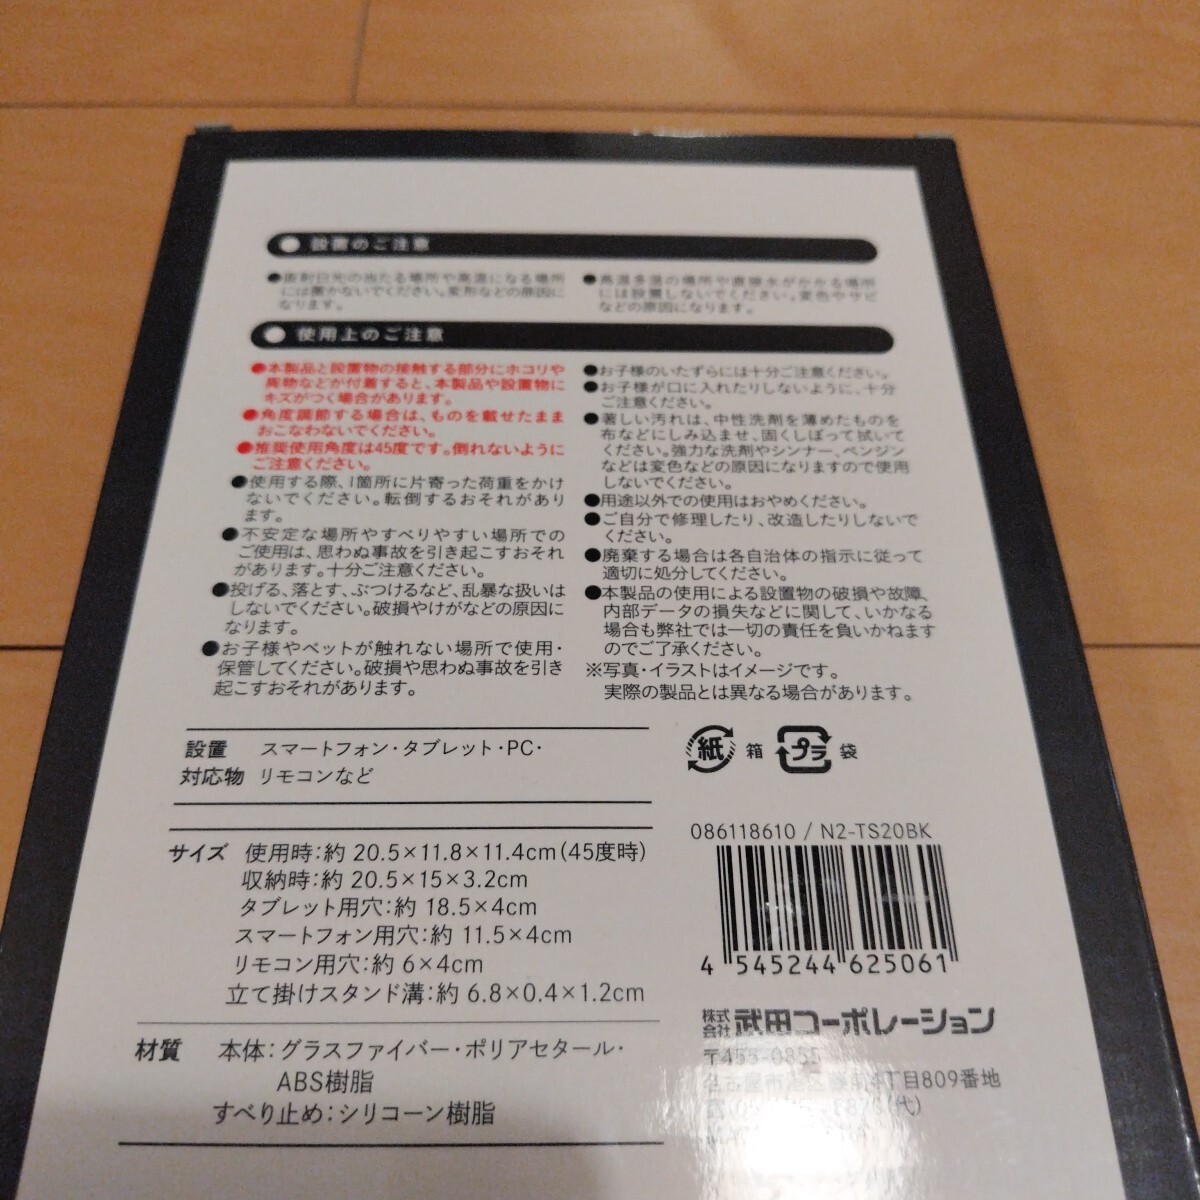 設置のご注意
●直射日光の当たる場所や高温になる場所
には置かないでください。変形などの原因に
なります。
●高温多湿の場所や直接水がかかる場所
には設置しないでください。変色やサビ
などの原因になります。
使用上のご注意
●本製品と設置物の接触する部分にホコリや
異物などが付着すると、本製品や設置物に
キズがつく場合があります。
●角度調節する場合は、ものを載せたまま
おこなわないでください。
●推奨使用角度は45度です。倒れないように
ご注意ください。
●使用する際、1箇所に片寄った荷重をかけ
ないでください。転倒するおそれがあり
ます。
●不安定な場所やすべりやすい場所での
ご使用は、思わぬ事故を引き起こすおそれ
があります。十分ご注意ください。
●投げる、落とす、ぶつけるなど、乱暴な扱いは
しないでください。破損やけがなどの原因に
なります。
●お子様やペットが触れない場所で使用・
保管してください。破損や思わぬ事故を引き
起こすおそれがあります。
●お子様のいたずらには十分ご注意ください。
●お子様が口に入れたりしないように、十分
ご注意ください。
●著しい汚れは、中性洗剤を薄めたものを
布などにしみ込ませ、固くしぼって拭いて
ください。強力な洗剤やシンナー、ベンジン
などは変色などの原因になりますので使用
しないでください。
●用途以外での使用はおやめください。
●ご自分で修理したり、改造したりしないで
ください。
●廃棄する場合は各自治体の指示に従って
適切に処分してください。
●本製品の使用による設置物の破損や故障、
内部データの損失などに関して、いかなる
場合も弊社では一切の責任を負いかねます
のでご了承ください。
※写真・イラストはイメージです。
実際の製品とは異なる場合があります。
設置 スマートフォン・タブレット・PC・
対応物 リモコンなど
紙 箱 プラ 袋
サイズ 使用時：約 20.5×11.8×11.4cm（45度時）
収納時：約 20.5×15×3.2cm
タブレット用穴：約 18.5×4cm
スマートフォン用穴：約 11.5×4cm
リモコン用穴：約 6×4cm
立て掛けスタンド溝：約 6.8×0.4×1.2cm
材質 本体：グラスファイバー・ポリアセタール・
ABS樹脂
すべり止め：シリコーン樹脂
086118610 / N2-TS20BK
4 545244 625061
株式会社 武田コーポレーション
〒455-0855
名古屋市港区藤前4丁目809番地
(代)